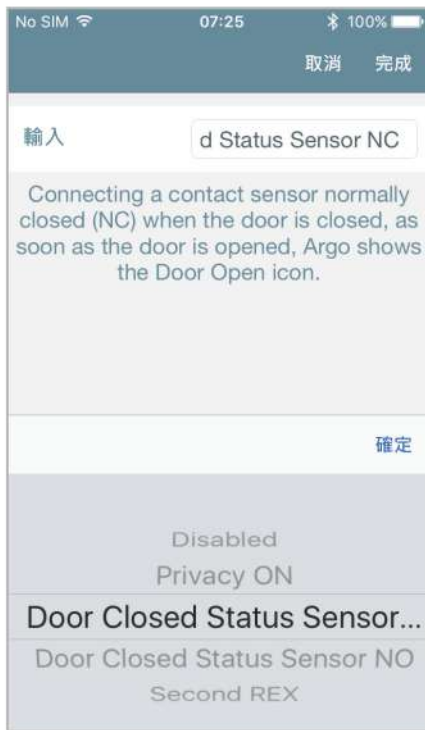 No SIM 07:25 100%
取消 完成
輸入 d Status Sensor NC
Connecting a contact sensor normally
closed (NC) when the door is closed, as
soon as the door is opened, Argo shows
the Door Open icon.
確定
Disabled
Privacy ON
Door Closed Status Sensor...
Door Closed Status Sensor NO
Second REX